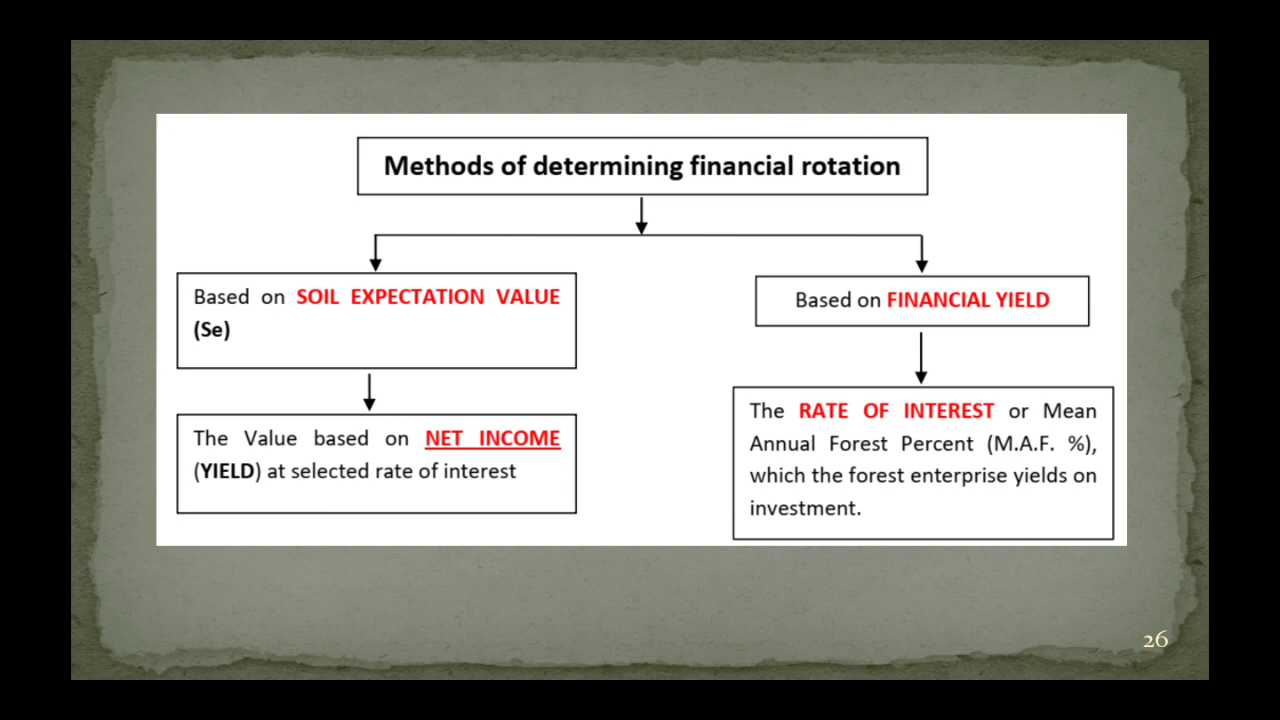 Methods of determining financial rotation
Based on SOIL EXPECTATION VALUE
(Se)
Based on FINANCIAL YIELD
The Value based on NET INCOME
(YIELD) at selected rate of interest
The RATE OF INTEREST or Mean
Annual Forest Percent (M.A.F. %),
which the forest enterprise yields on
investment.
26